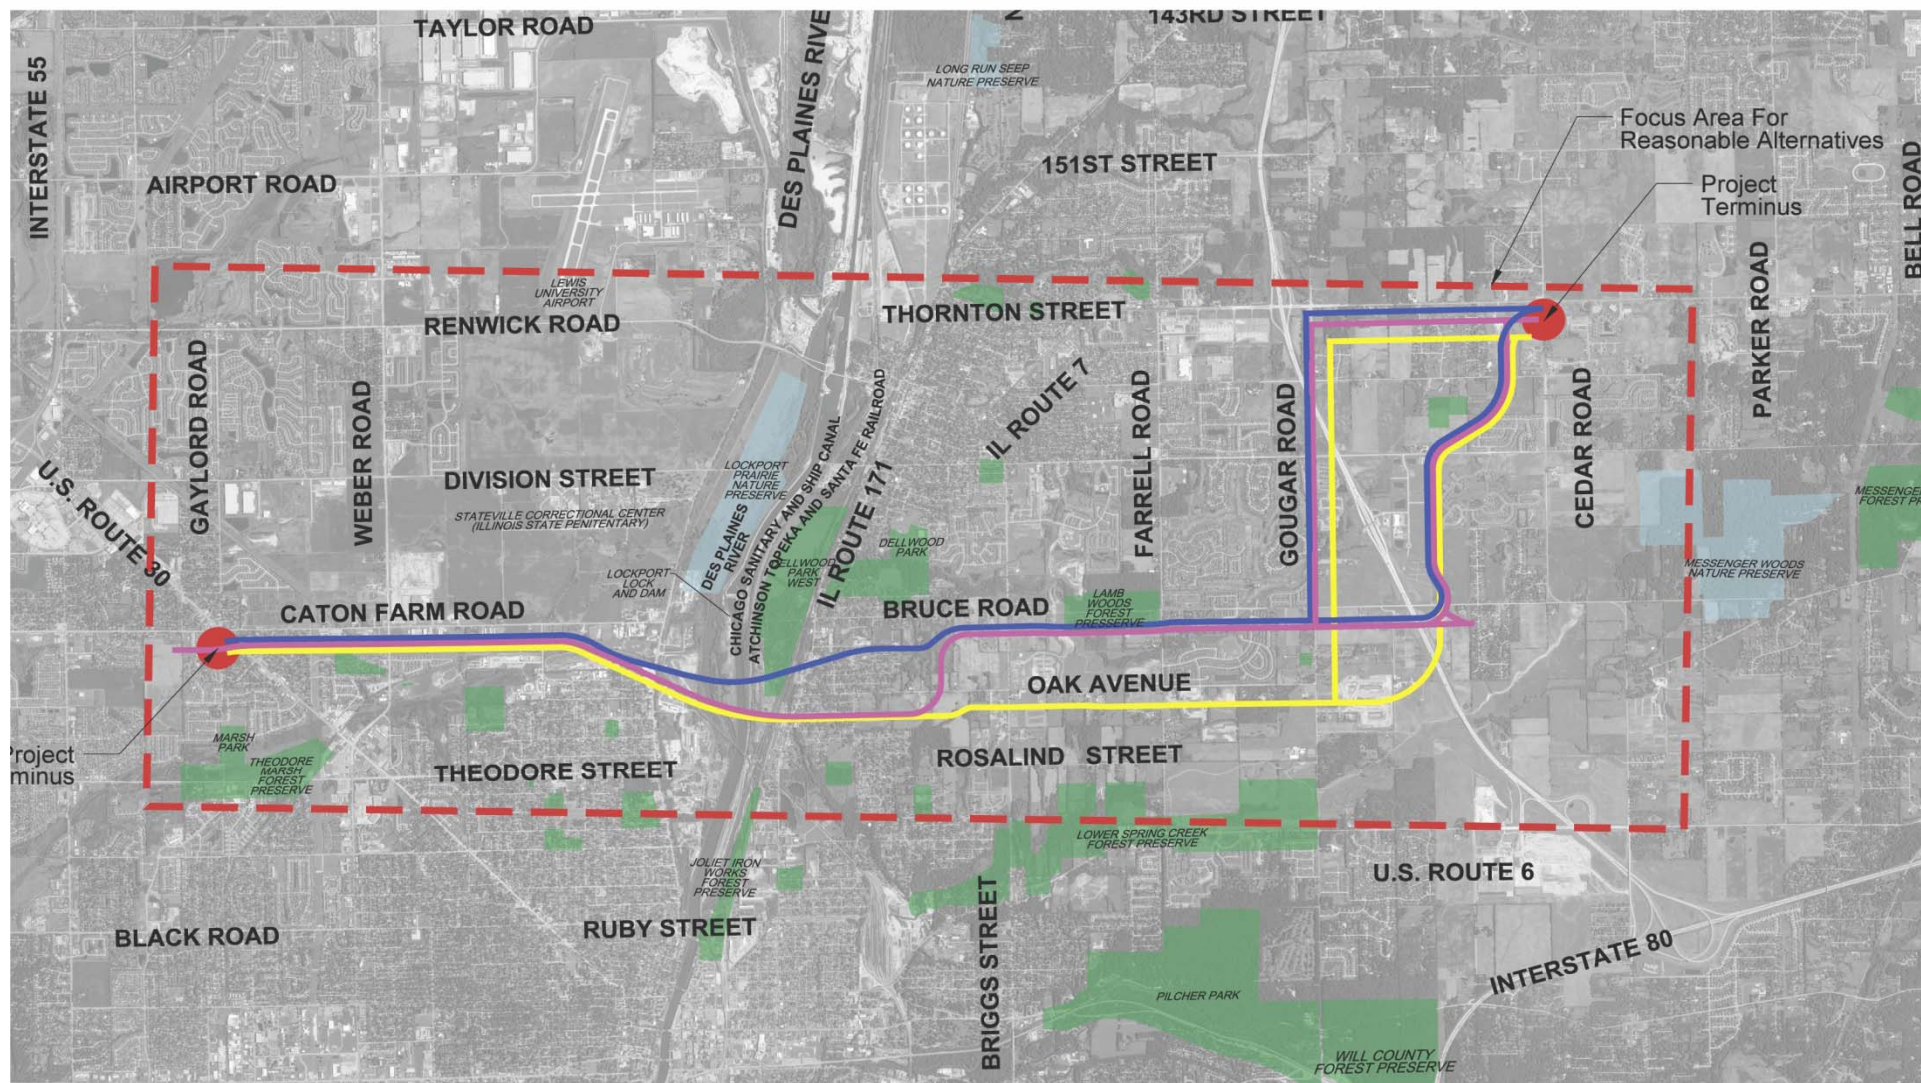 TAYLOR ROAD
143RD STREET
N
INTERSTATE 55
DES PLAINES RIVE
LONG RUN SEEP
NATURE PRESERVE
Focus Area For
Reasonable Alternatives
151ST STREET
AIRPORT ROAD
Project
Terminus
BELL ROAD
PARKER ROAD
LEWIS
UNIVERSITY
AIRPORT
THORNTON STREET
RENWICK ROAD
GAYLORD ROAD
WEBER ROAD
IL ROUTE 7
FARRELL ROAD
GOUGAR ROAD
CEDAR ROAD
U.S. ROUTE 30
DIVISION STREET
STATEVILLE CORRECTIONAL CENTER
(ILLINOIS STATE PENITENTARY)
LOCKPORT
PRAIRIE
NATURE
PRESERVE
DES PLAINES
RIVER
CHICAGO SANITARY AND SHIP CANAL
ATCHINSON TOPEKA AND SANTA FE RAILROAD
IL ROUTE 171
MESSENGER
FOREST PR
DELLWOOD
PARK
ELLWOOD
PARK
WEST
LOCKPORT
LOCK
AND DAM
MESSENGER WOODS
NATURE PRESERVE
CATON FARM ROAD
BRUCE ROAD
LAMB
WOODS
FOREST
PRESSERVE
OAK AVENUE
Project
minus
MARSH
PARK
THEODORE
MARSH
FOREST
PRESERVE
THEODORE STREET
ROSALIND STREET
LOWER SPRING CREEK
FOREST PRESERVE
JOLIET IRON
WORKS
FOREST
PRESERVE
U.S. ROUTE 6
BLACK ROAD
RUBY STREET
BRIGGS STREET
INTERSTATE 80
PILCHER PARK
WILL COUNTY
FOREST PRESERVE